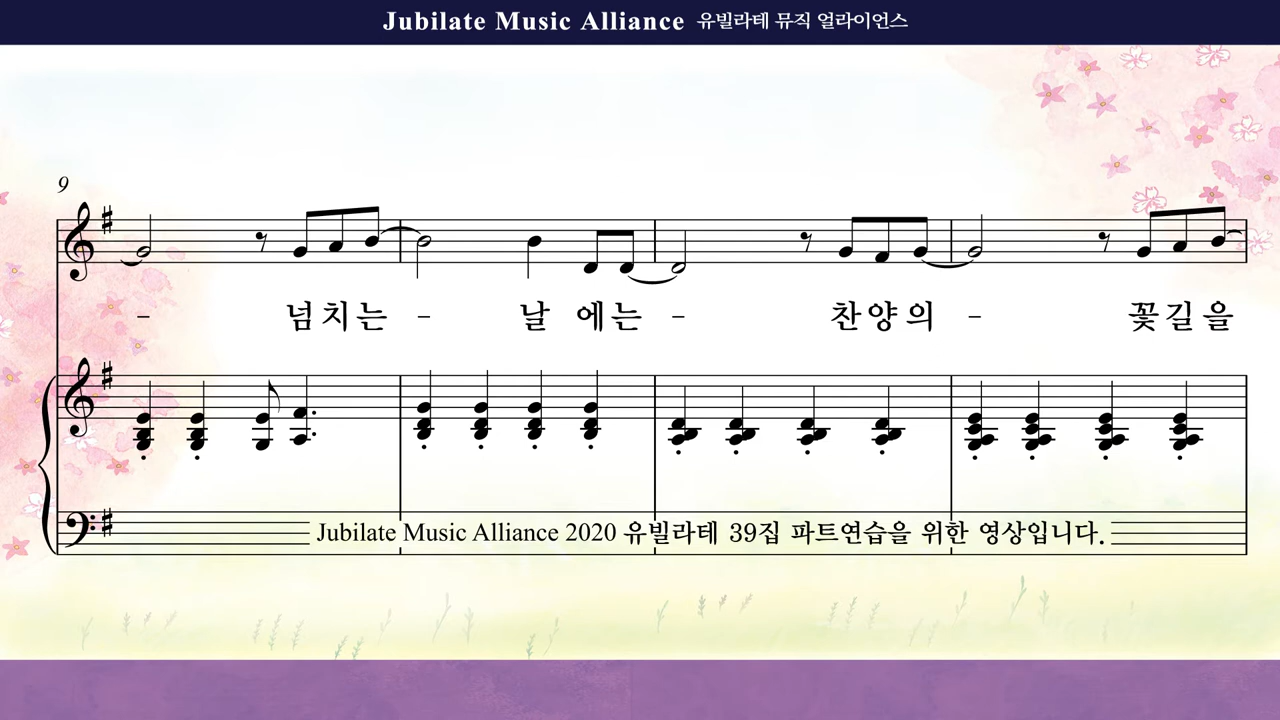 Jubilate Music Alliance 유빌라테 뮤직 얼라이언스
9
- 넘치는 - 날 에는 - 찬양의 - 꽃길을
Jubilate Music Alliance 2020 유빌라테 39집 파트연습을 위한 영상입니다.